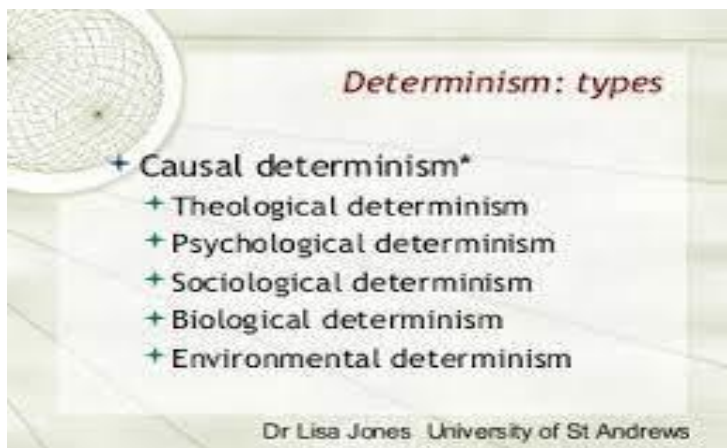 Determinism: types
Causal determinism*
Theological determinism
Psychological determinism
Sociological determinism
Biological determinism
Environmental determinism
Dr Lisa Jones University of St Andrews